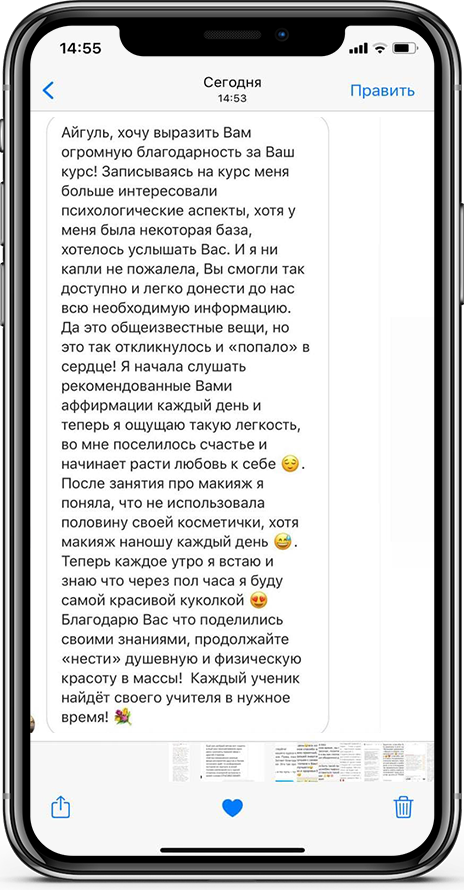 14:55
Сегодня
14:53
Править
Айгуль, хочу выразить Вам
огромную благодарность за Ваш
курс! Записываясь на курс меня
больше интересовали
психологические аспекты, хотя у
меня была некоторая база,
хотелось услышать Вас. И я ни
капли не пожалела, Вы смогли так
доступно и легко донести до нас
всю необходимую информацию.
Да это общеизвестные вещи, но
это так откликнулось и «попало» в
сердце! Я начала слушать
рекомендованные Вами
аффирмации каждый день и
теперь я ощущаю такую легкость,
во мне поселилось счастье и
начинает расти любовь к себе 😌.
После занятия про макияж я
поняла, что не использовала
половину своей косметички, хотя
макияж наношу каждый день 😅.
Теперь каждое утро я встаю и
знаю что через пол часа я буду
самой красивой куколкой 😍
Благодарю Вас что поделились
своими знаниями, продолжайте
«нести» душевную и физическую
красоту в массы! Каждый ученик
найдёт своего учителя в нужное
время! 💐